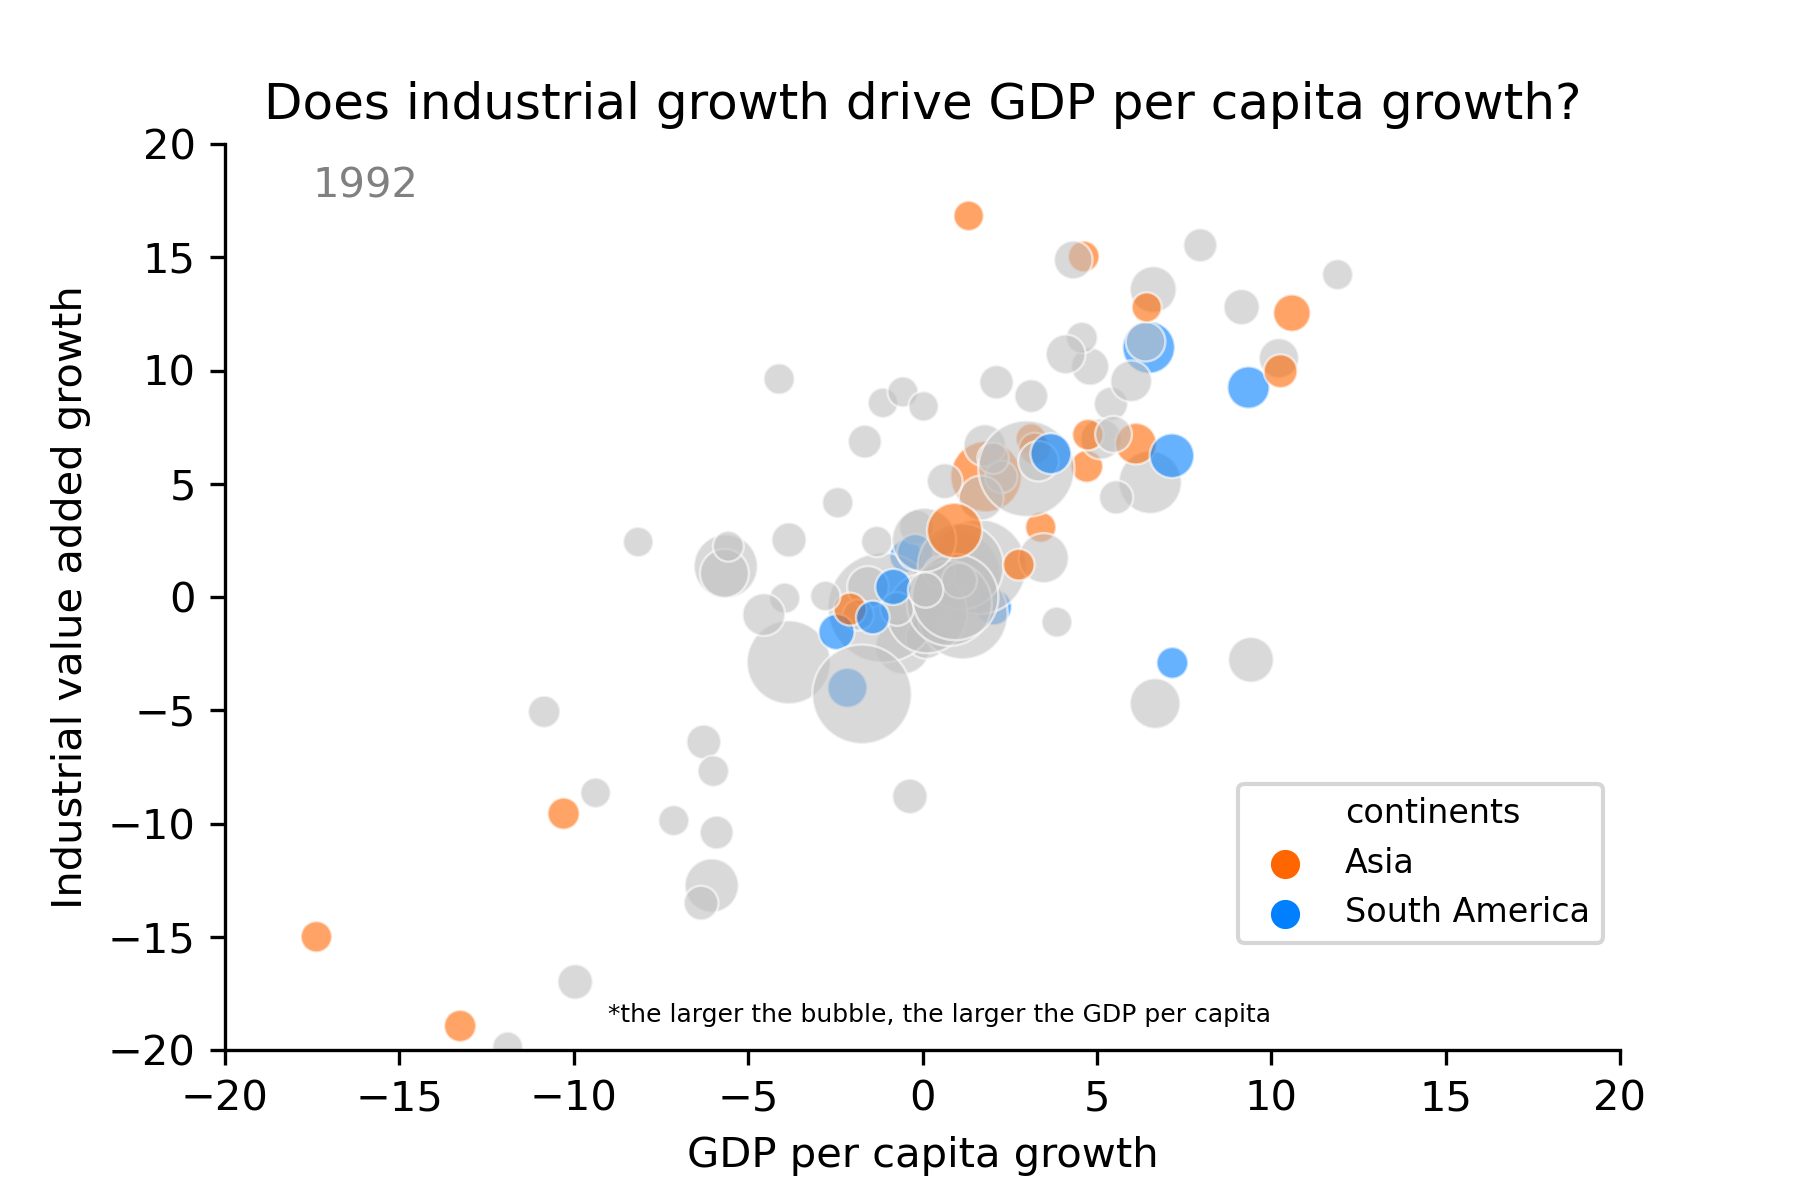 Does industrial growth drive GDP per capita growth?
1992
Industrial value added growth
20
15
10
5
0
−5
−10
−15
−20
continents
Asia
South America
*the larger the bubble, the larger the GDP per capita
−20 −15 −10 −5 0 5 10 15 20
GDP per capita growth